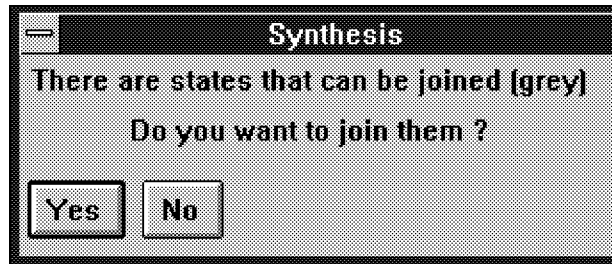 Synthesis
There are states that can be joined (grey)
Do you want to join them ?
Yes No